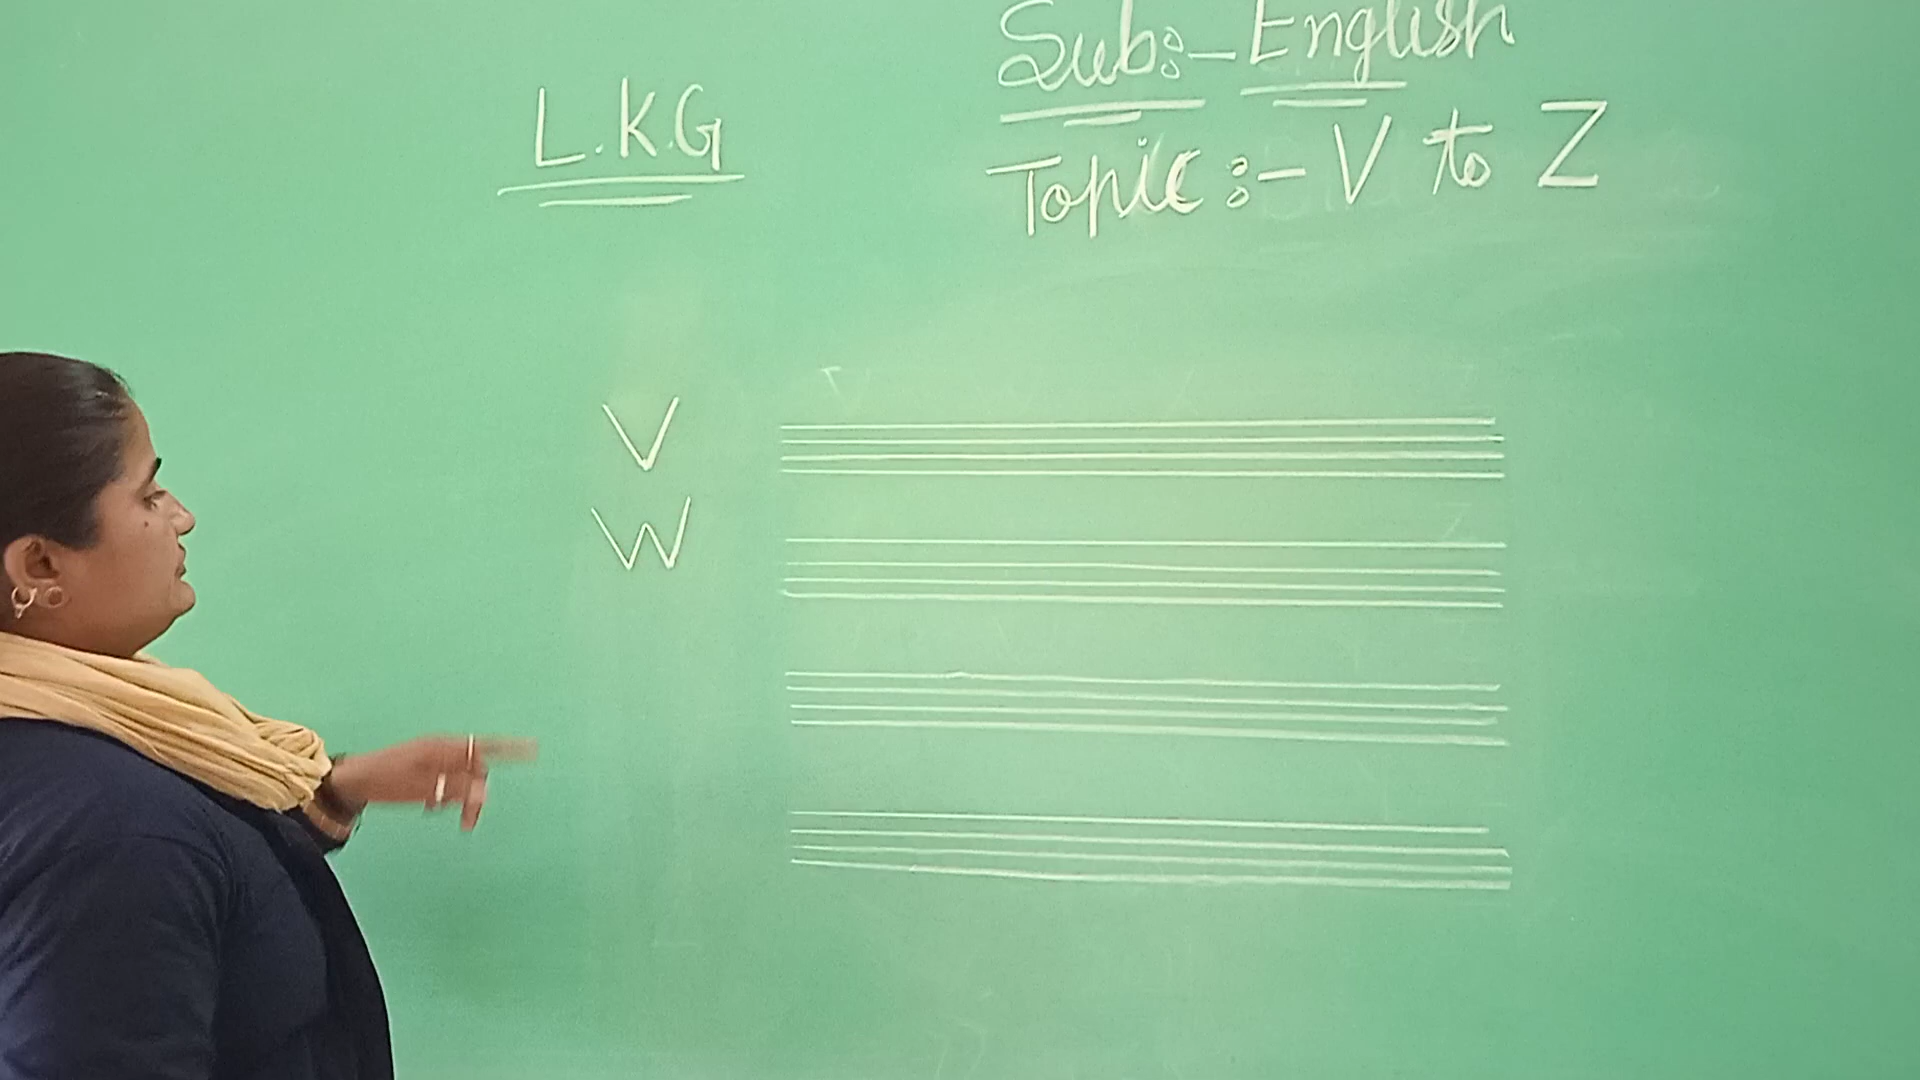 Sub:- English
L.K.G
Topic:- V to Z
V
W